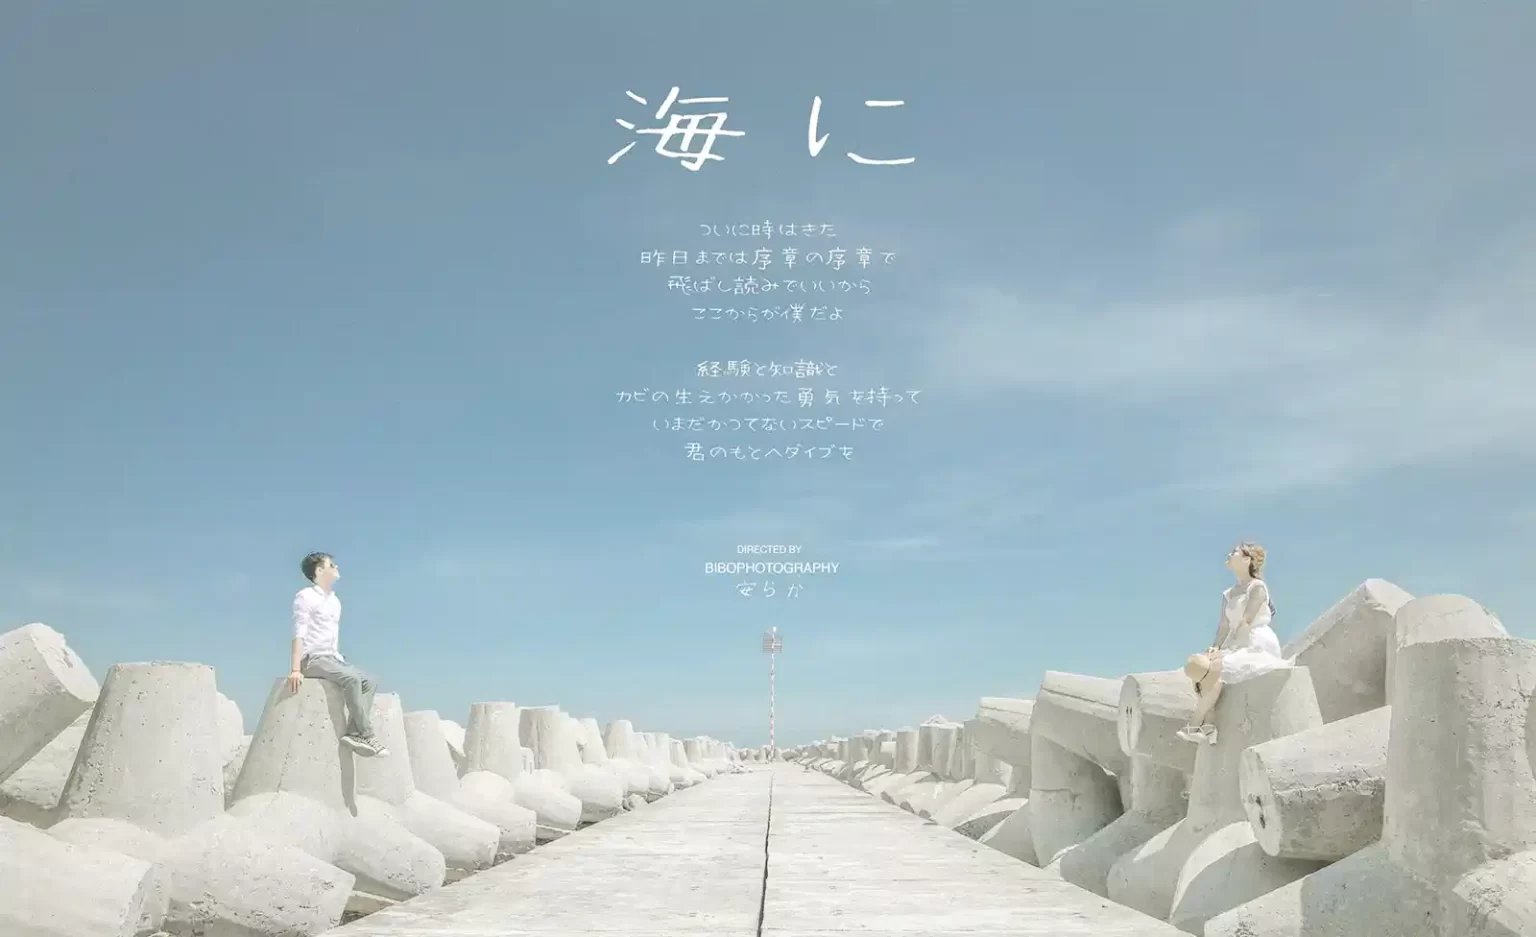 海に
ついに時はきた
昨日までは序章の序章で
飛ばし読みでいいから
ここからが僕だよ
経験と知識と
カビの生えかかった勇気を持って
いまだかつてないスピードで
君のもとへダイブを
DIRECTED BY
BIBOPHOTOGRAPHY
安らか